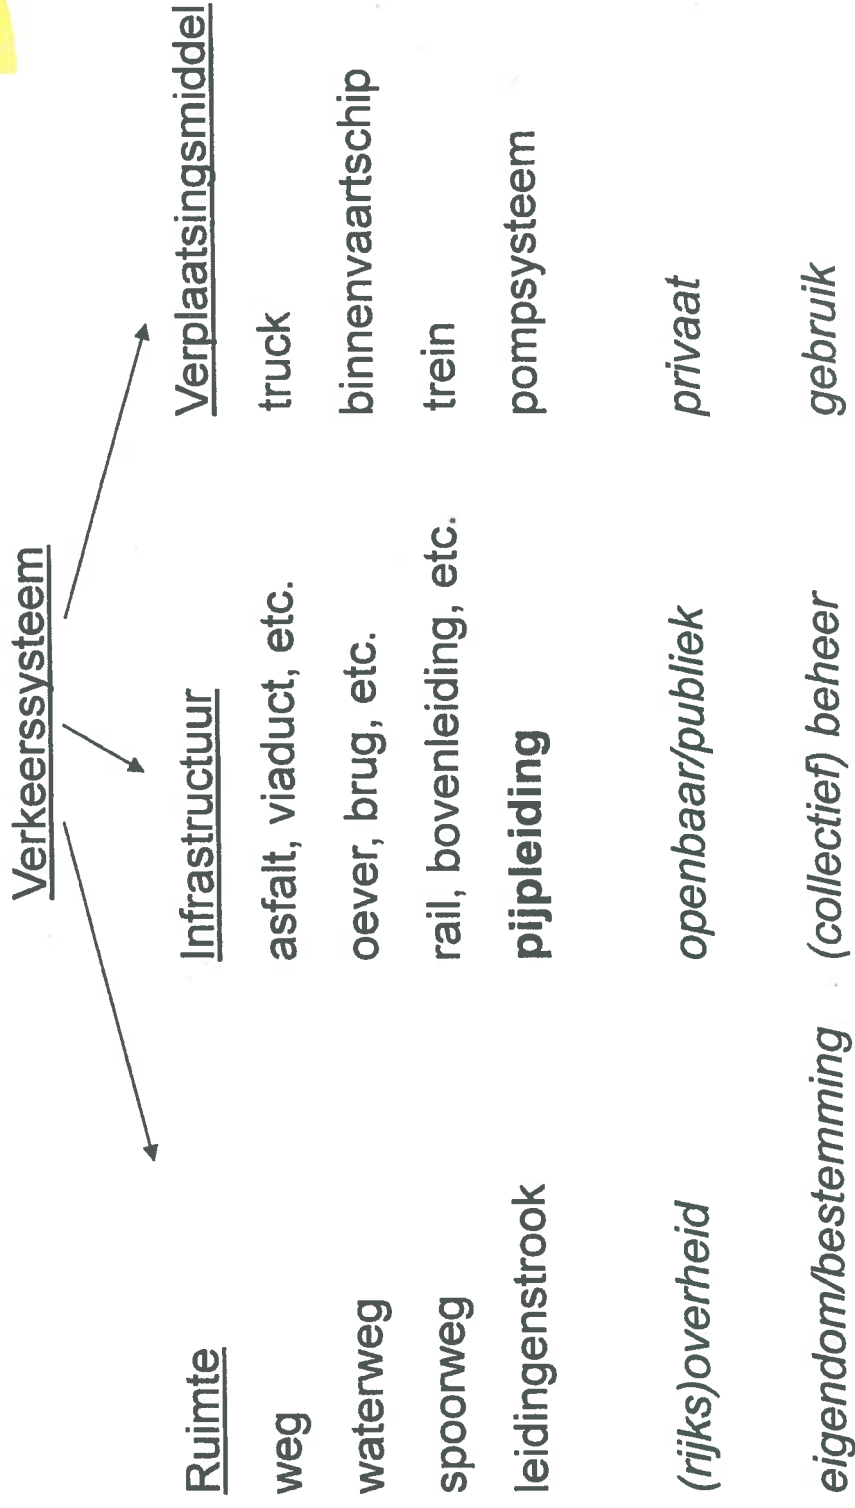 Verkeerssysteem
Ruimte Infrastructuur Verplaatsingsmiddel
weg asfalt, viaduct, etc. truck
waterweg oever, brug, etc. binnenvaartschip
spoorweg rail, bovenleiding, etc. trein
leidingenstrook pijpleiding pompsysteem
(rijks)overheid openbaar/publiek privaat
eigendom/bestemming (collectief) beheer gebruik